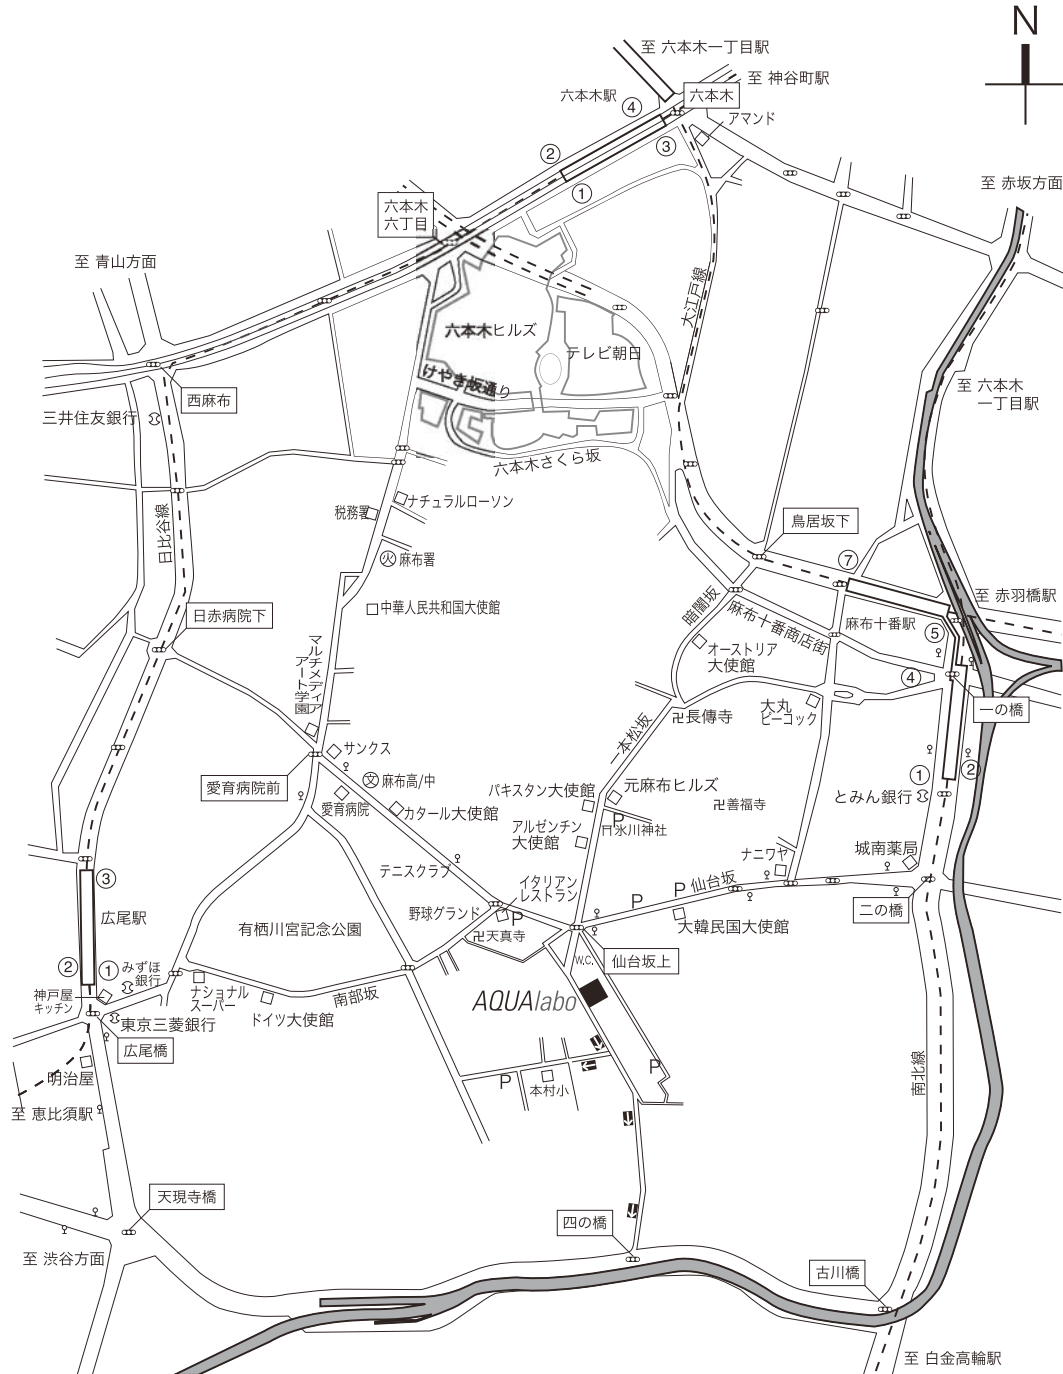 N
至 六本木一丁目駅
至 神谷町駅
六本木駅
④
六本木
アマンド
②
③
①
至 赤坂方面
六本木
六丁目
至 青山方面
大江戸線
六本木ヒルズ
テレビ朝日
けやき坂通り
至 六本木
一丁目駅
西麻布
三井住友銀行
六本木さくら坂
ナチュラルローソン
税務署
日比谷線
鳥居坂下
⑦
火 麻布署
中華人民共和国大使館
至 赤羽橋駅
暗闇坂
麻布十番商店街
麻布十番駅
⑤
日赤病院下
マルチメディア
アート学園
オーストリア
大使館
④
一の橋
卍長傳寺
大丸
ピーコック
一本松坂
サンクス
愛育病院前
文 麻布高/中
愛育病院
カタール大使館
パキスタン大使館
元麻布ヒルズ
卍善福寺
①
②
とみん銀行
アルゼンチン
大使館
P
氷川神社
ナニワヤ
城南薬局
テニスクラブ
イタリアン
レストラン
仙台坂
P
P
二の橋
③
広尾駅
野球グランド
P
卍天真寺
大韓民国大使館
有栖川宮記念公園
仙台坂上
W.C.
②
①
みずほ
銀行
神戸屋
キッチン
ナショナル
スーパー
ドイツ大使館
南部坂
AQUAlabo
東京三菱銀行
広尾橋
明治屋
P
本村小
P
南北線
至 恵比須駅
天現寺橋
四の橋
至 渋谷方面
古川橋
至 白金高輪駅